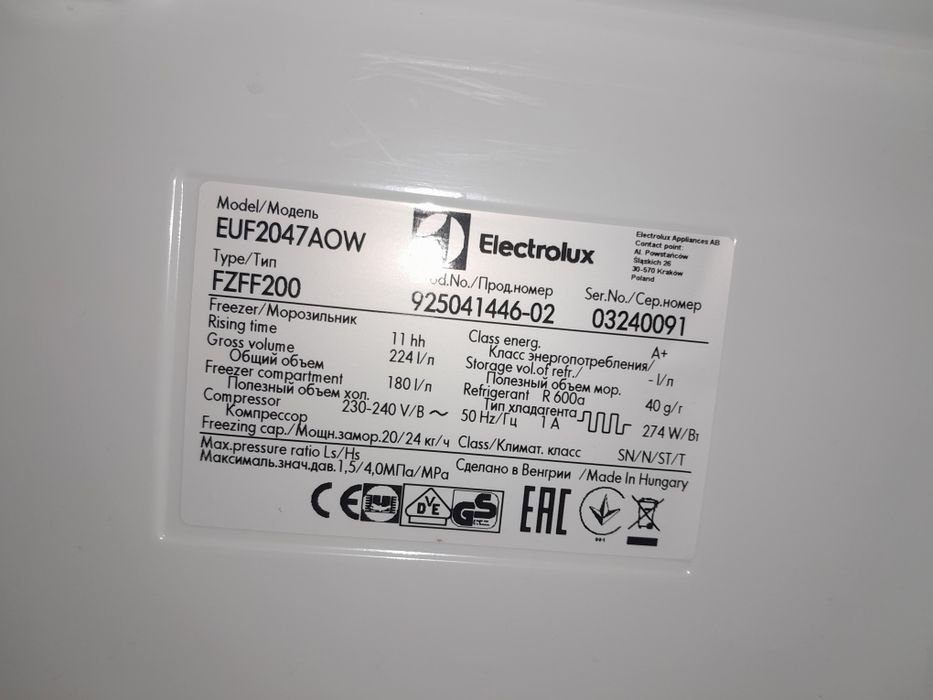 Model/Модель
EUF2047AOW
Type/Тип
FZFF200
Electrolux
Electrolux Appliances AB
Contact point:
Al. Powstańców
Śląskich 26
30-570 Kraków
Poland
od.No./Прод.номер
925041446-02
Ser.No./Сер.номер
03240091
Freezer/Морозильник
Rising time 11 hh
Gross volume 224 l/л
Общий объем
Freezer compartment 180 l/л
Полезный объем хол.
Compressor 230-240 V/В ~ 50 Hz/Гц 1 A 274 W/Вт
Компрессор
Class energ. A+
Класс энергопотребления/
Storage vol.of refr./ - l/л
Полезный объем мор.
Refrigerant R 600a 40 g/г
Тип хладагента
Freezing cap./Мощн.замор.20/24 kг/ч Class/Климат. класс SN/N/ST/T
Max.pressure ratio Ls/Hs
Максималь.знач.дав.1,5/4,0МПа/MPa Сделано в Венгрии /Made In Hungary
CE VDE GS EAC